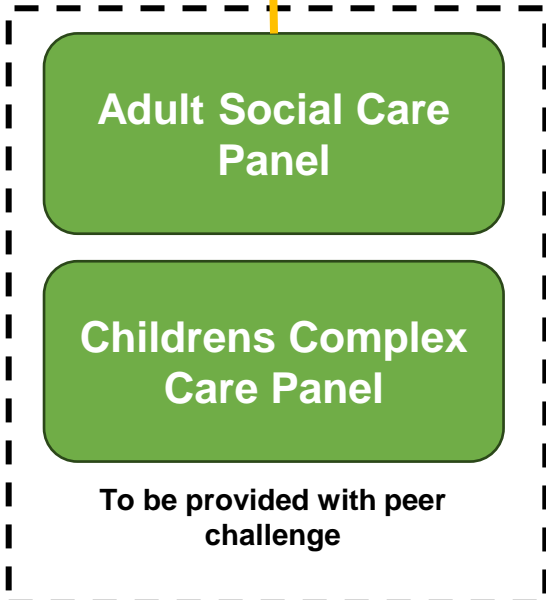 Adult Social Care
Panel
Childrens Complex
Care Panel
To be provided with peer
challenge